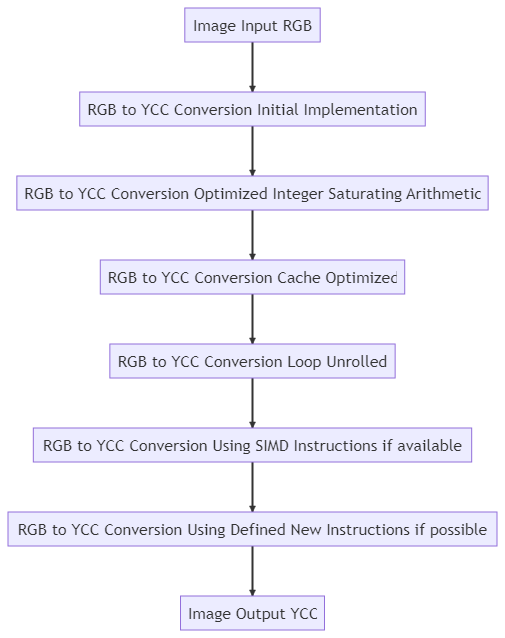 Image Input RGB
RGB to YCC Conversion Initial Implementation
RGB to YCC Conversion Optimized Integer Saturating Arithmetic
RGB to YCC Conversion Cache Optimized
RGB to YCC Conversion Loop Unrolled
RGB to YCC Conversion Using SIMD Instructions if available
RGB to YCC Conversion Using Defined New Instructions if possible
Image Output YCC